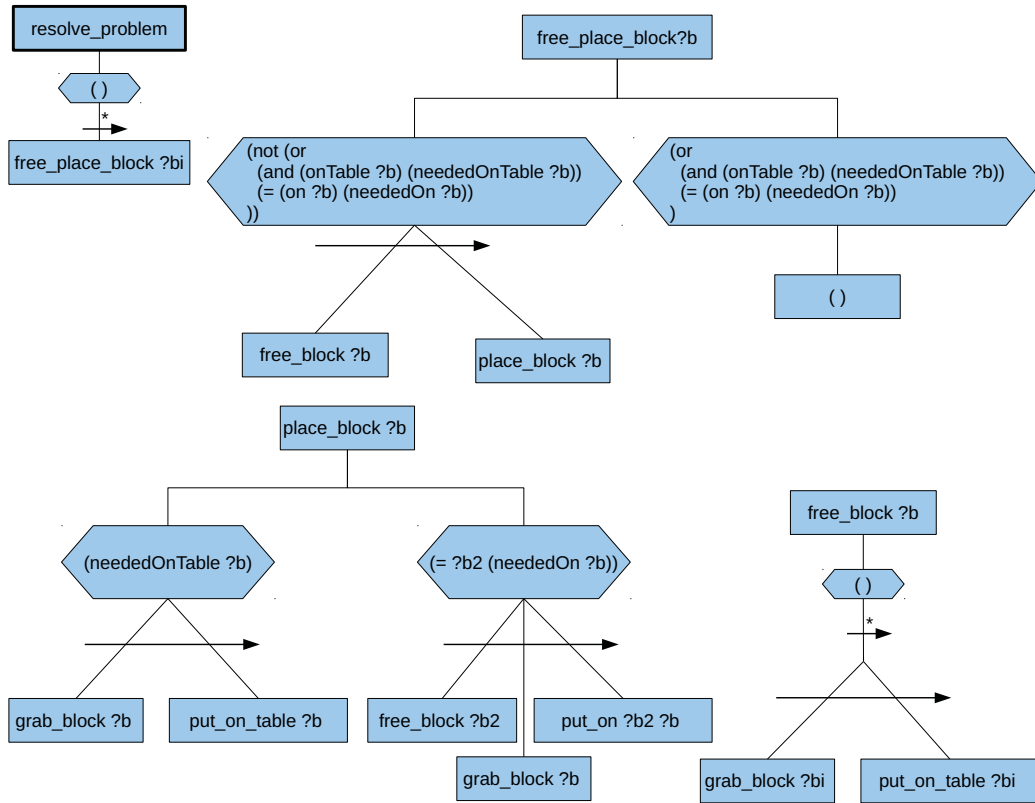 resolve_problem
( )
*
free_place_block ?bi
free_place_block?b
(not (or
(and (onTable ?b) (neededOnTable ?b))
(= (on ?b) (neededOn ?b))
))
(or
(and (onTable ?b) (neededOnTable ?b))
(= (on ?b) (neededOn ?b))
)
free_block ?b
place_block ?b
( )
place_block ?b
(neededOnTable ?b)
(= ?b2 (neededOn ?b))
grab_block ?b
put_on_table ?b
free_block ?b2
grab_block ?b
put_on ?b2 ?b
free_block ?b
( )
*
grab_block ?bi
put_on_table ?bi